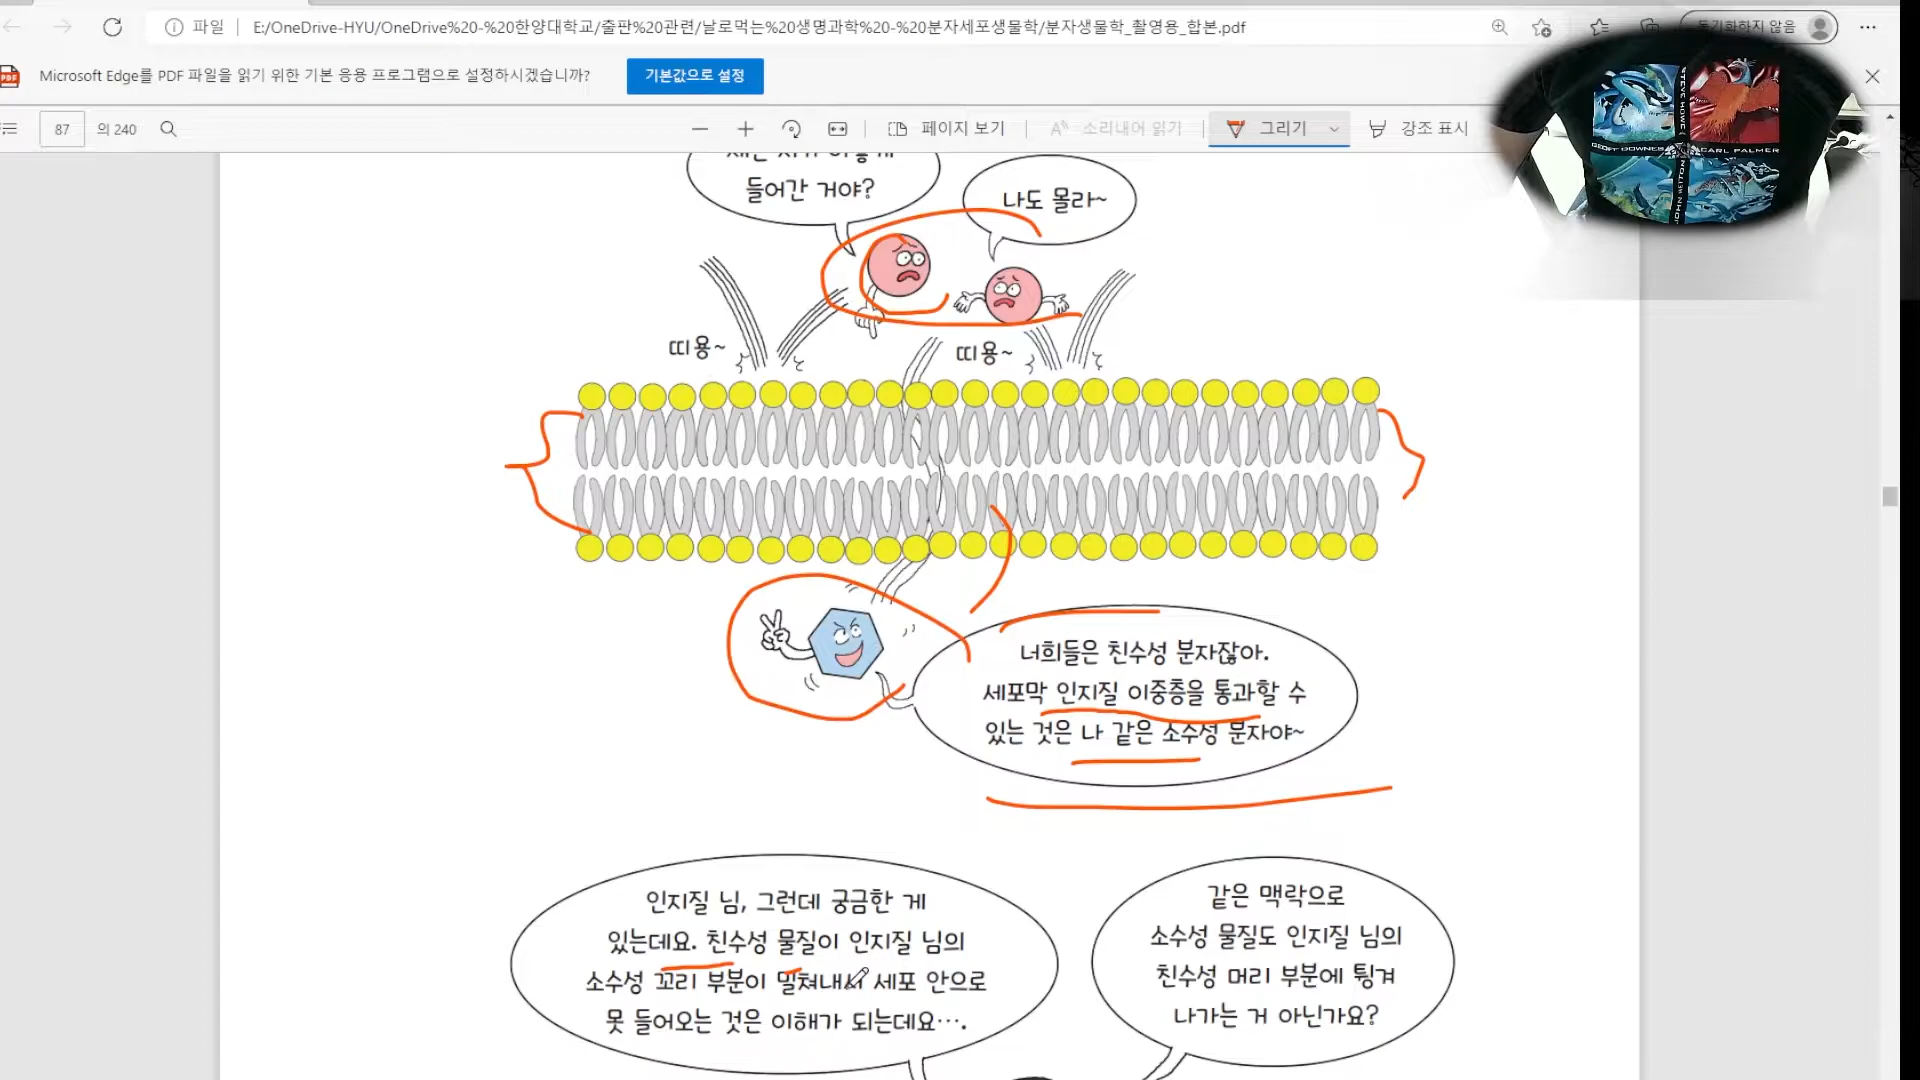 파일
E:/OneDrive-HYU/OneDrive%20-%20한양대학교/출판%20관련/날로먹는%20생명과학%20-%20분자세포생물학/분자생물학_촬영용_합본.pdf
동기화하지 않음
Microsoft Edge를 PDF 파일을 읽기 위한 기본 응용 프로그램으로 설정하시겠습니까?
기본값으로 설정
87 의 240
페이지 보기
소리내어 읽기
그리기
강조 표시
GEOFF DOWNES
CARL PALMER
STEVE HOWE
들어간 거야?
나도 몰라~
띠용~
띠용~
너희들은 친수성 분자잖아.
세포막 인지질 이중층을 통과할 수
있는 것은 나 같은 소수성 분자야~
인지질 님, 그런데 궁금한 게
있는데요. 친수성 물질이 인지질 님의
소수성 꼬리 부분이 밀쳐내서 세포 안으로
못 들어오는 것은 이해가 되는데요….
같은 맥락으로
소수성 물질도 인지질 님의
친수성 머리 부분에 튕겨
나가는 거 아닌가요?